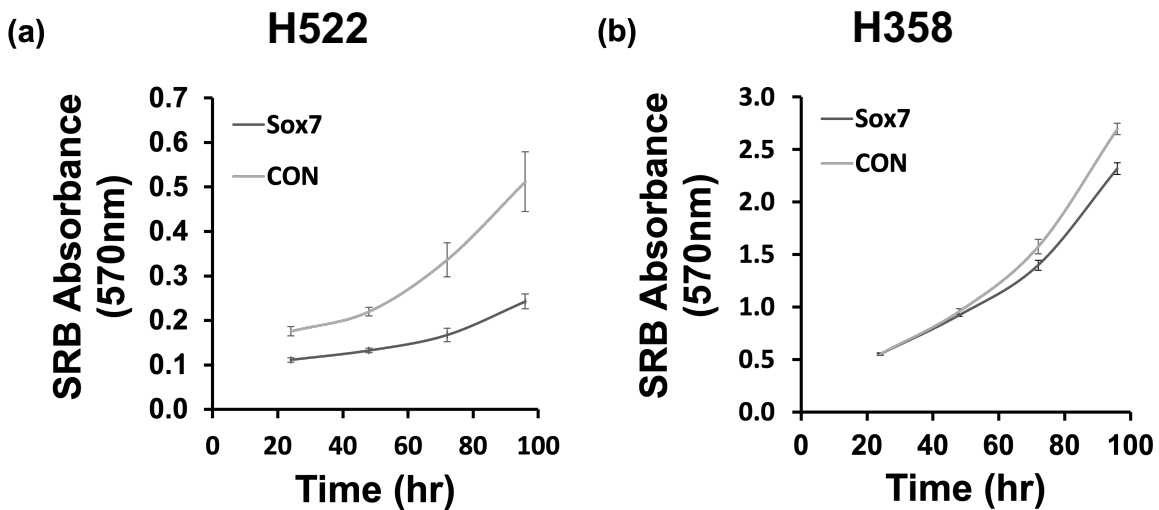 (a)
H522
SRB Absorbance
(570nm)
0.7
0.6
0.5
0.4
0.3
0.2
0.1
0.0
Sox7
CON
0 20 40 60 80 100
Time (hr)
(b)
H358
SRB Absorbance
(570nm)
3.0
2.5
2.0
1.5
1.0
0.5
0.0
Sox7
CON
0 20 40 60 80 100
Time (hr)